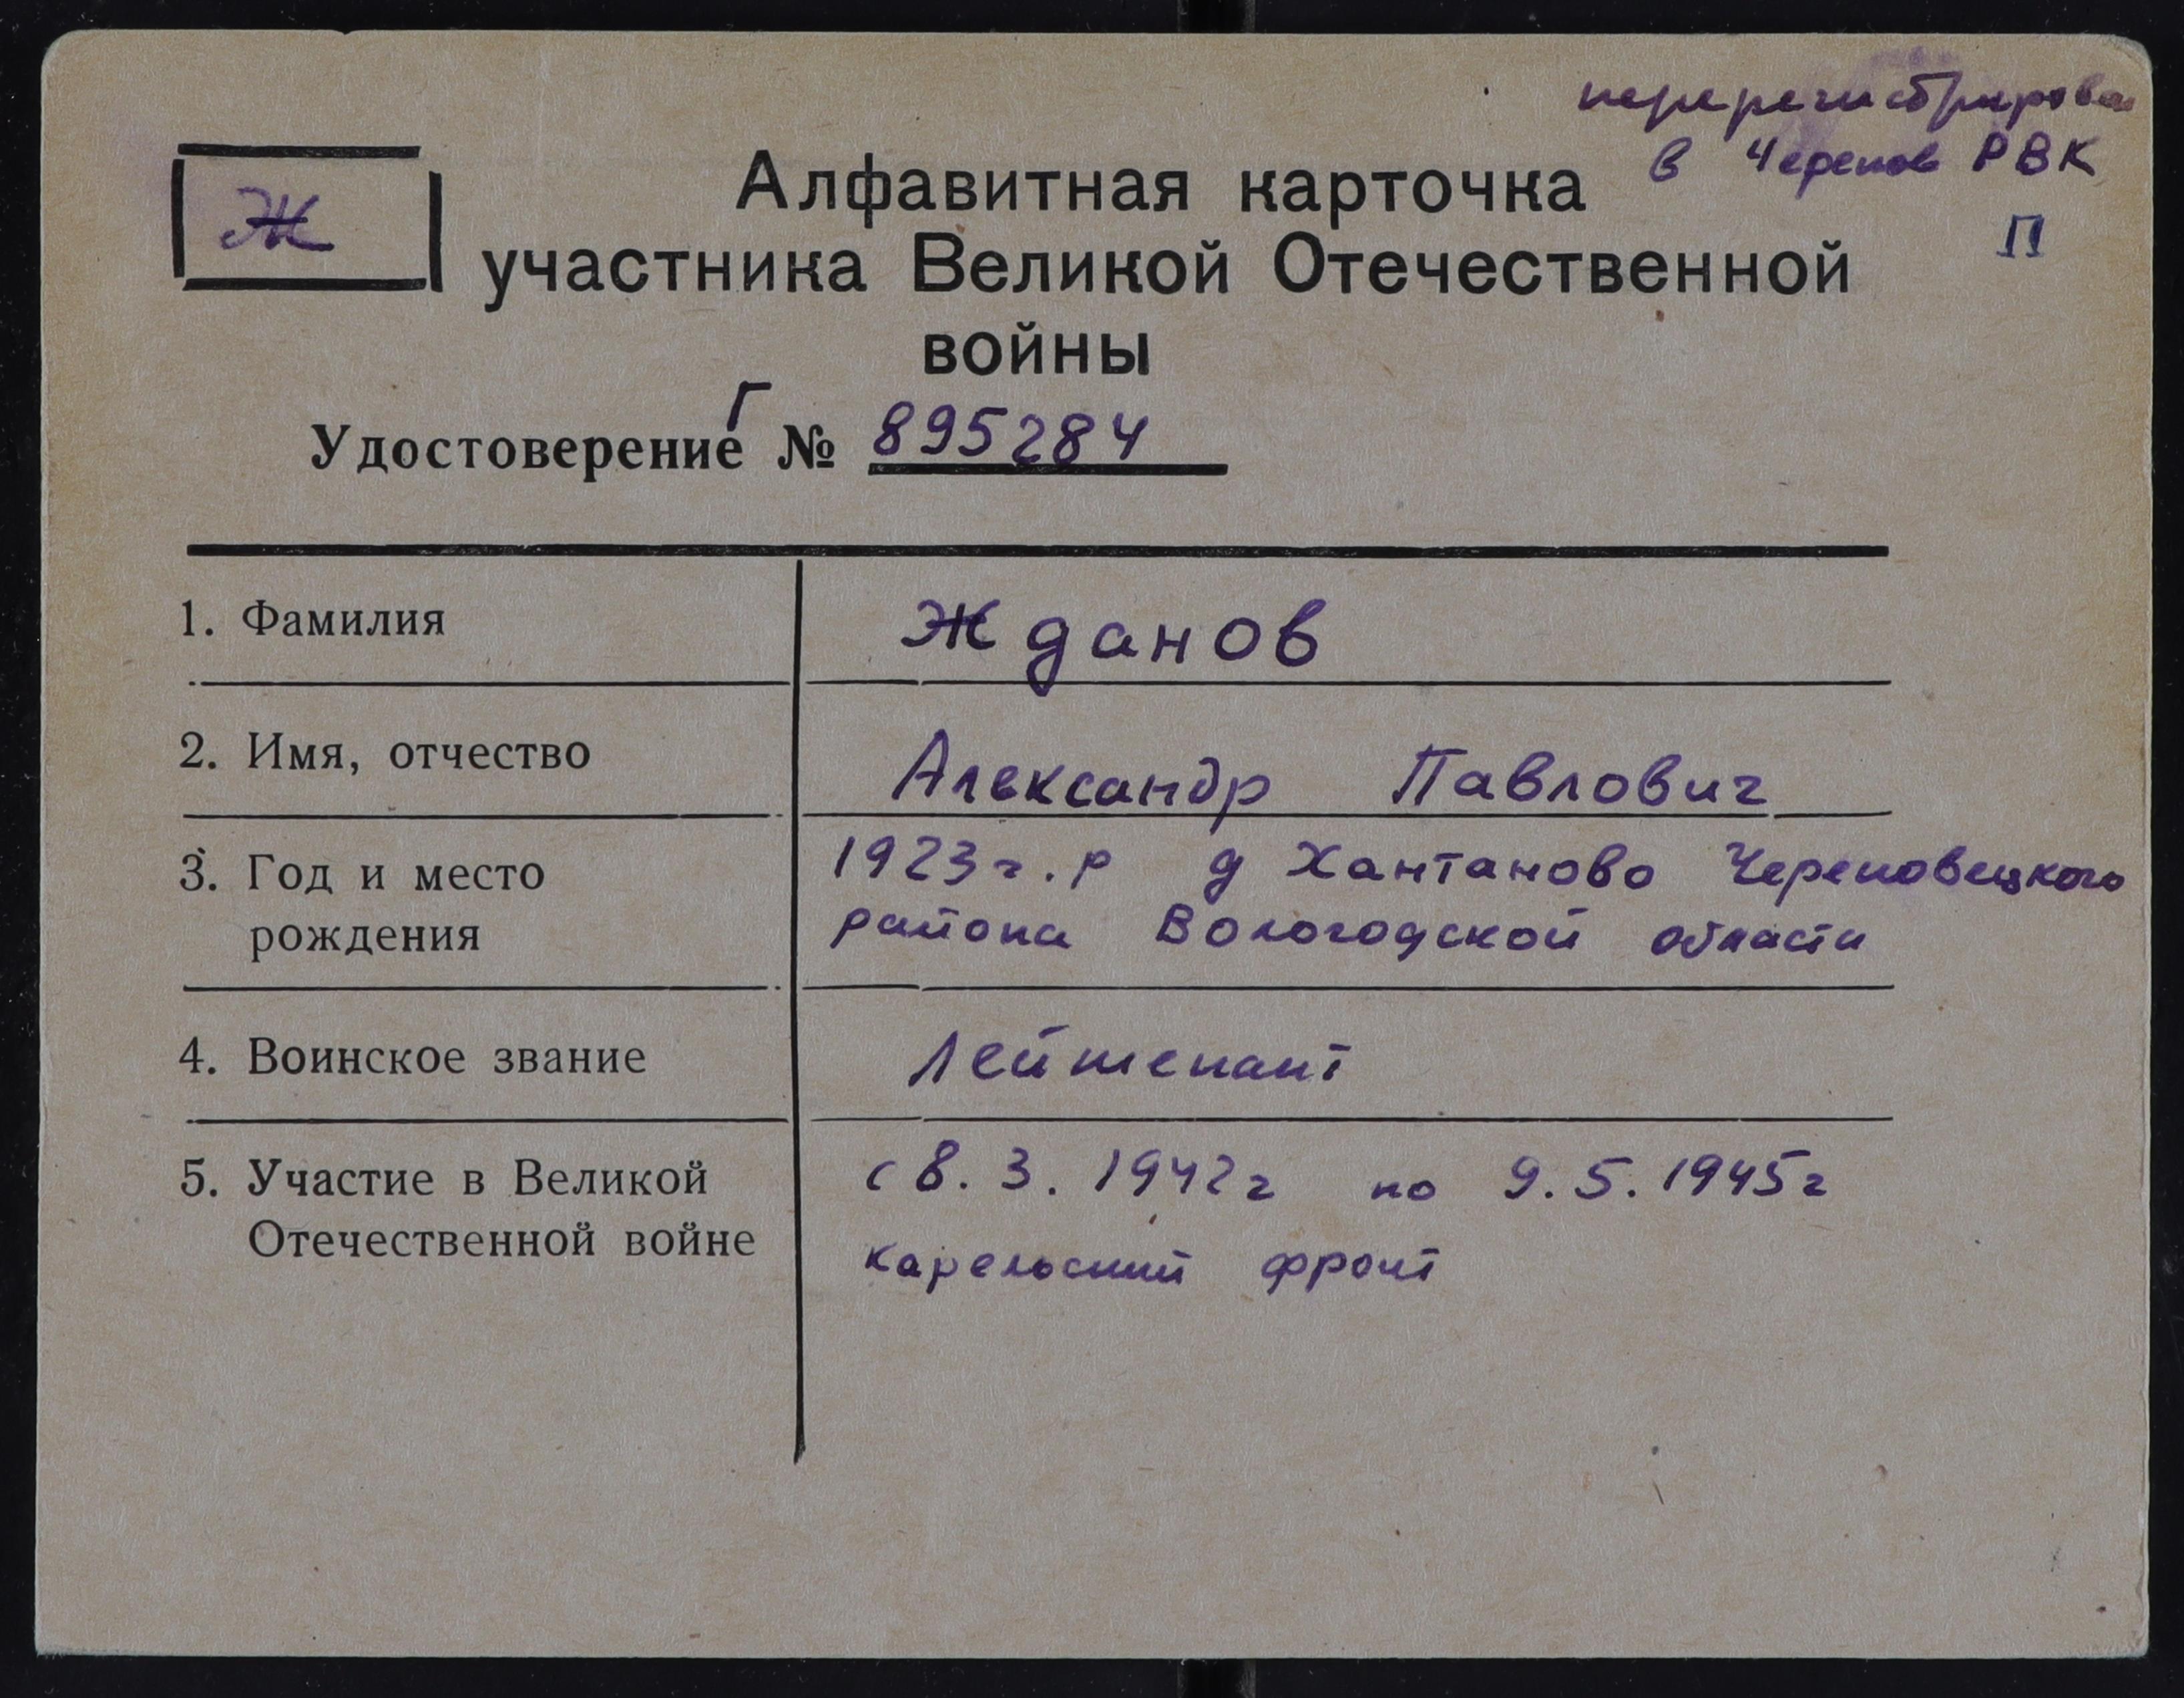 перерегистрирован
в Черепов РВК
П
Ж
Алфавитная карточка
участника Великой Отечественной
войны
Удостоверение Г № 895284
1. Фамилия
Жданов
2. Имя, отчество
Александр Павлович
3. Год и место
рождения
1923 г.р д Хантаново Череповецкого
района Вологодской области
4. Воинское звание
Лейтенант
5. Участие в Великой
Отечественной войне
с 8.3.1942г по 9.5.1945г
карельский фронт